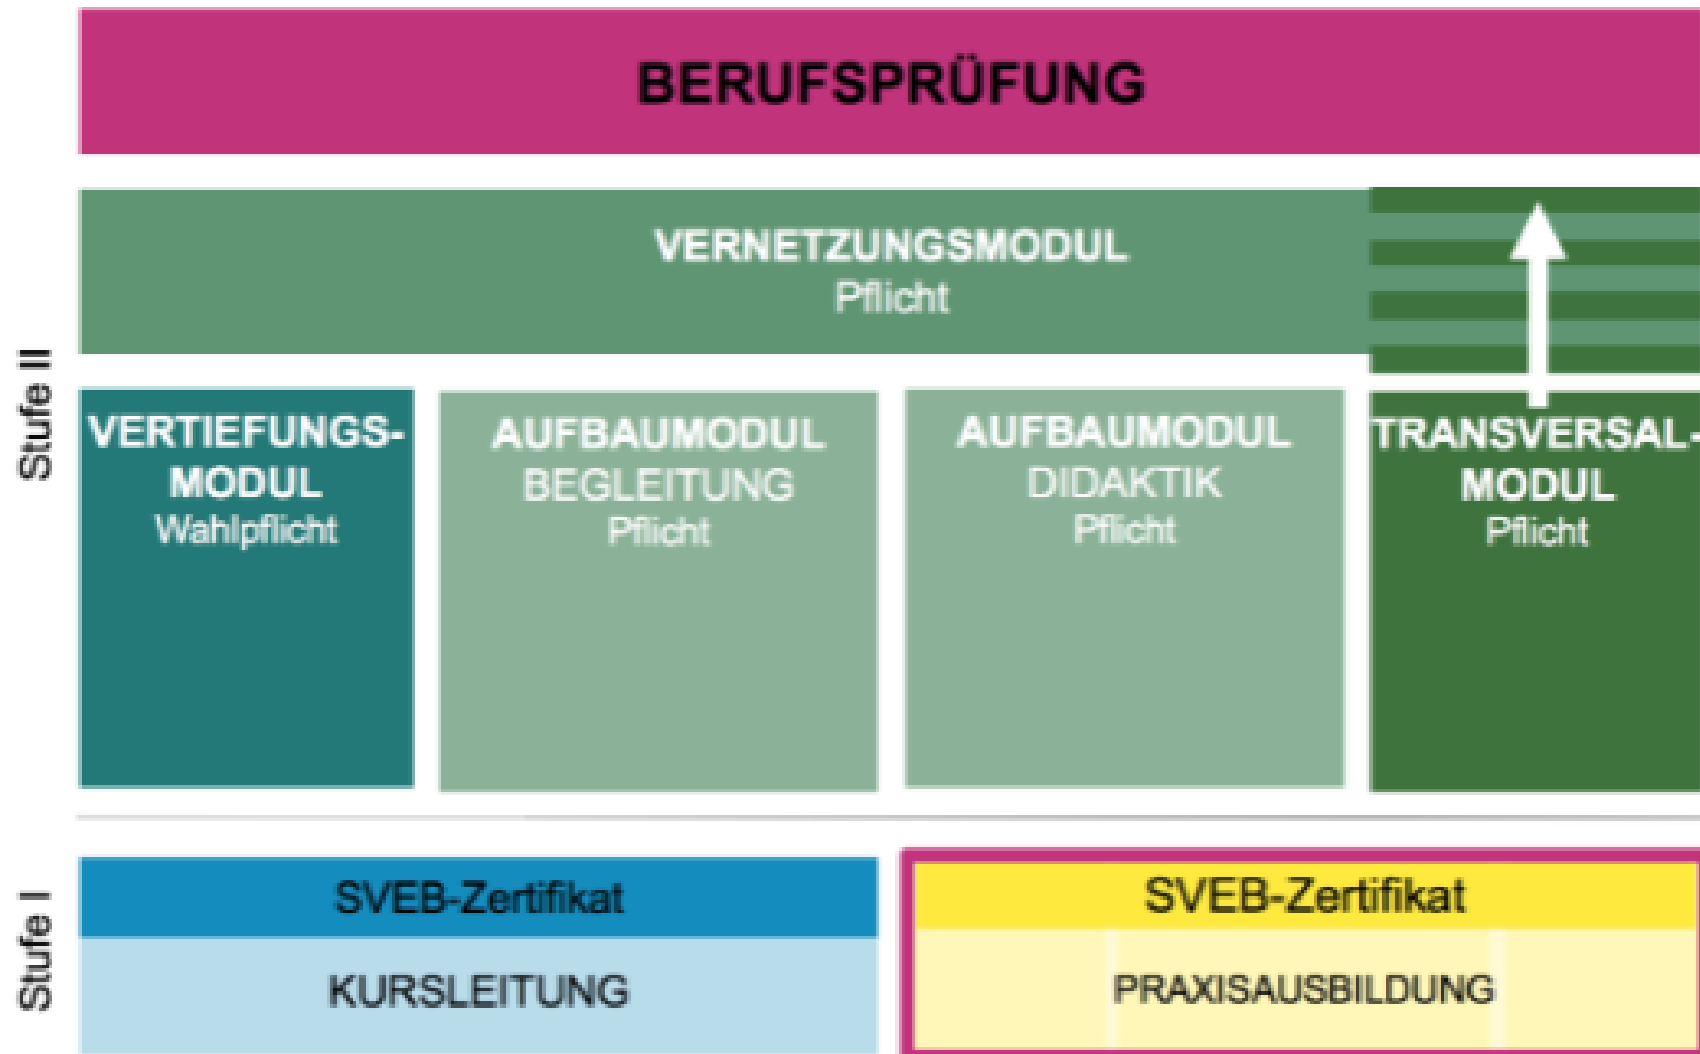 BERUFSPRÜFUNG
VERNETZUNGSMODUL
Pflicht
Stufe III
VERTIEFUNGS-
MODUL
Wahlpflicht
AUFBAUMODUL
BEGLEITUNG
Pflicht
AUFBAUMODUL
DIDAKTIK
Pflicht
TRANSVERSAL-
MODUL
Pflicht
Stufe I
SVEB-Zertifikat
KURSLEITUNG
SVEB-Zertifikat
PRAXISAUSBILDUNG